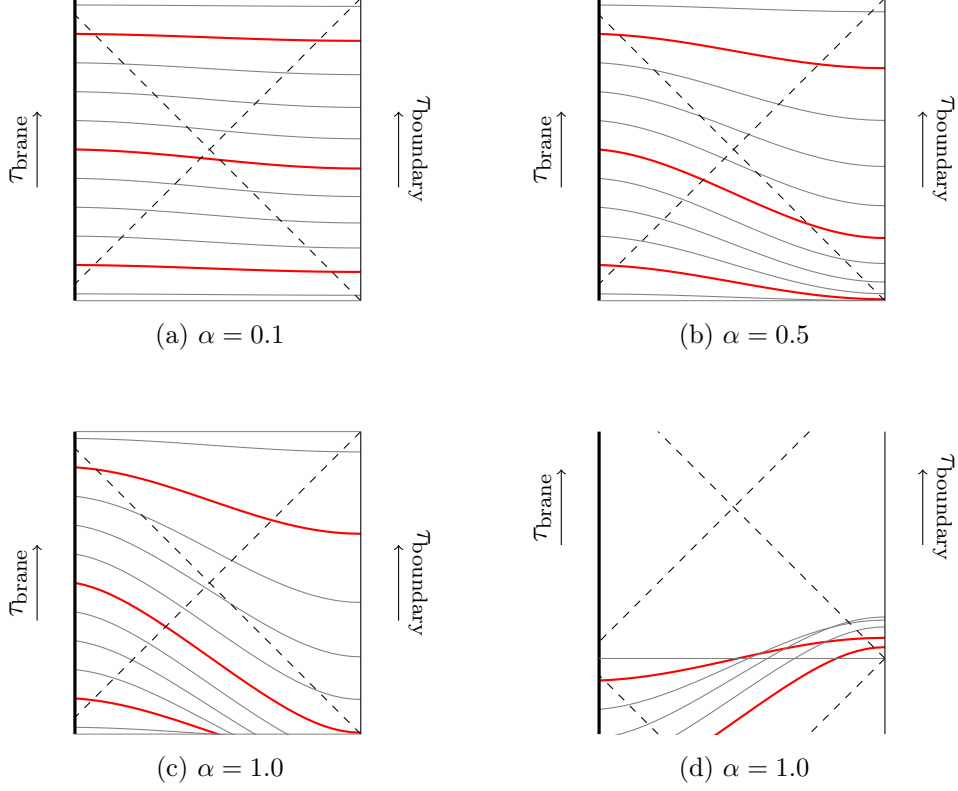 τbrane
τboundary
(a) α = 0.1
τbrane
τboundary
(b) α = 0.5
τbrane
τboundary
(c) α = 1.0
τbrane
τboundary
(d) α = 1.0